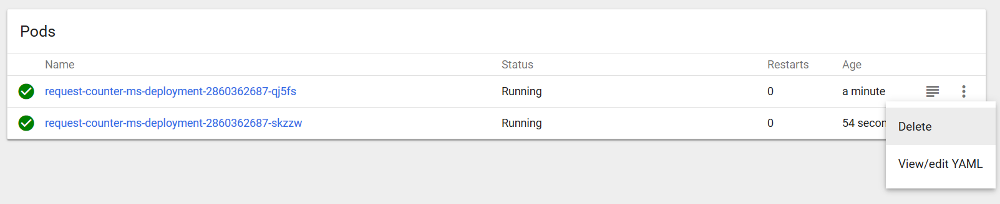 Pods
Name Status Restarts Age
request-counter-ms-deployment-2860362687-qj5fs Running 0 a minute
request-counter-ms-deployment-2860362687-skzzw Running 0 54 secon
Delete
View/edit YAML